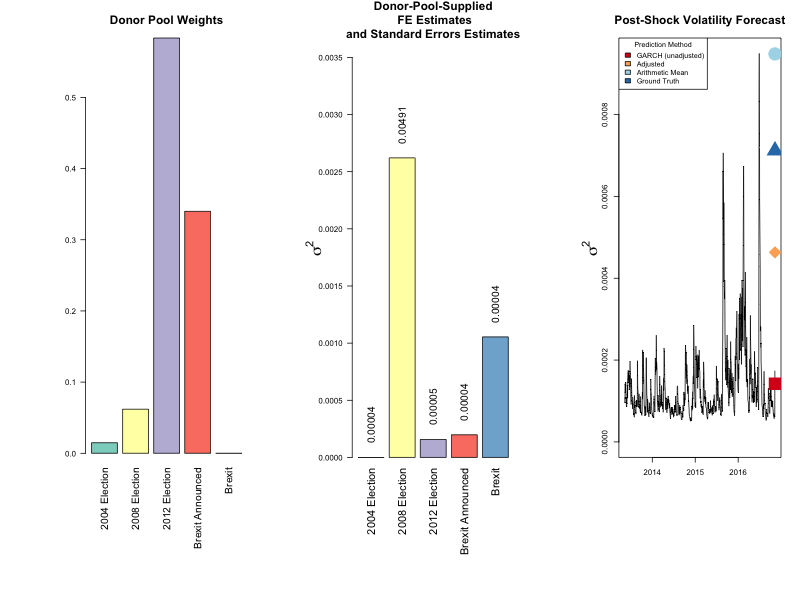 Donor Pool Weights
0.5
0.4
0.3
0.2
0.1
0.0
2004 Election
2008 Election
2012 Election
Brexit Announced
Brexit
Donor-Pool-Supplied
FE Estimates
and Standard Errors Estimates
σ²
0.0035
0.0030
0.0025
0.0020
0.0015
0.0010
0.0005
0.0000
0.00004
0.00491
0.00005
0.00004
0.00004
2004 Election
2008 Election
2012 Election
Brexit Announced
Brexit
Post-Shock Volatility Forecast
Prediction Method
GARCH (unadjusted)
Adjusted
Arithmetic Mean
Ground Truth
σ²
0.0008
0.0006
0.0004
0.0002
0.0000
2014
2015
2016